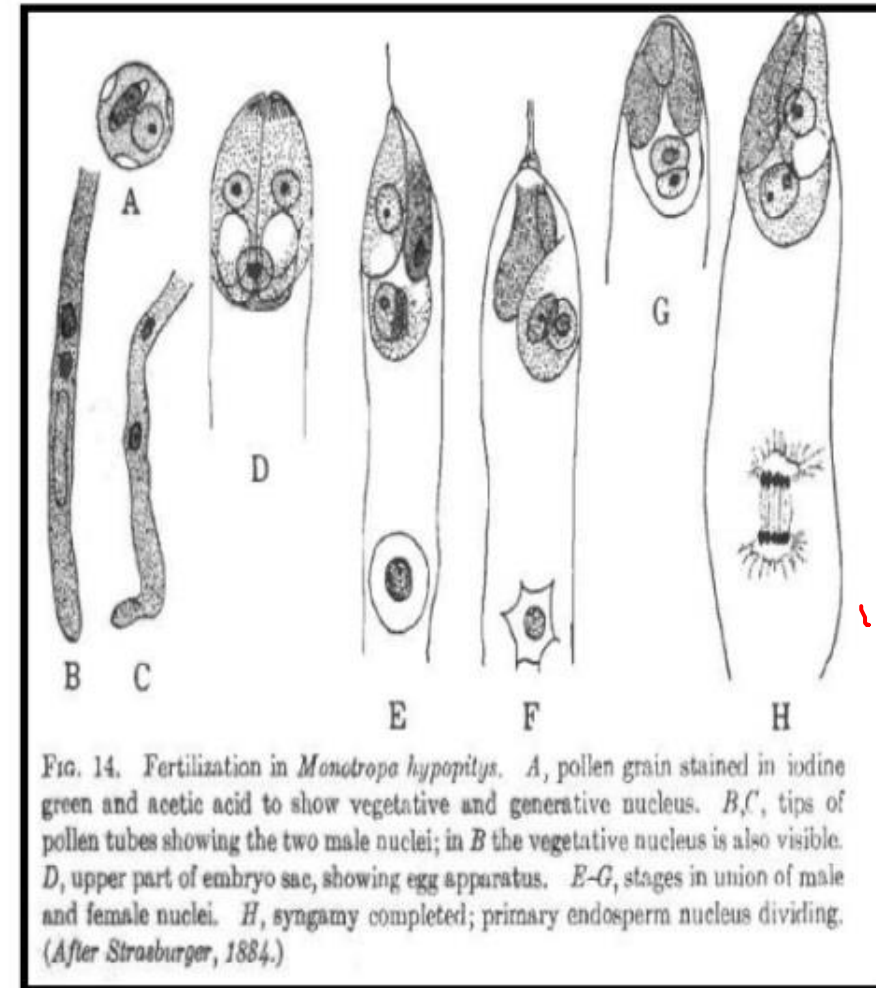 A
B
C
D
E
F
G
H
FIG. 14. Fertilization in Monotropa hypopitys. A, pollen grain stained in iodine
green and acetic acid to show vegetative and generative nucleus. B,C, tips of
pollen tubes showing the two male nuclei; in B the vegetative nucleus is also visible.
D, upper part of embryo sac, showing egg apparatus. E-G, stages in union of male
and female nuclei. H, syngamy completed; primary endosperm nucleus dividing.
(After Strasburger, 1884.)